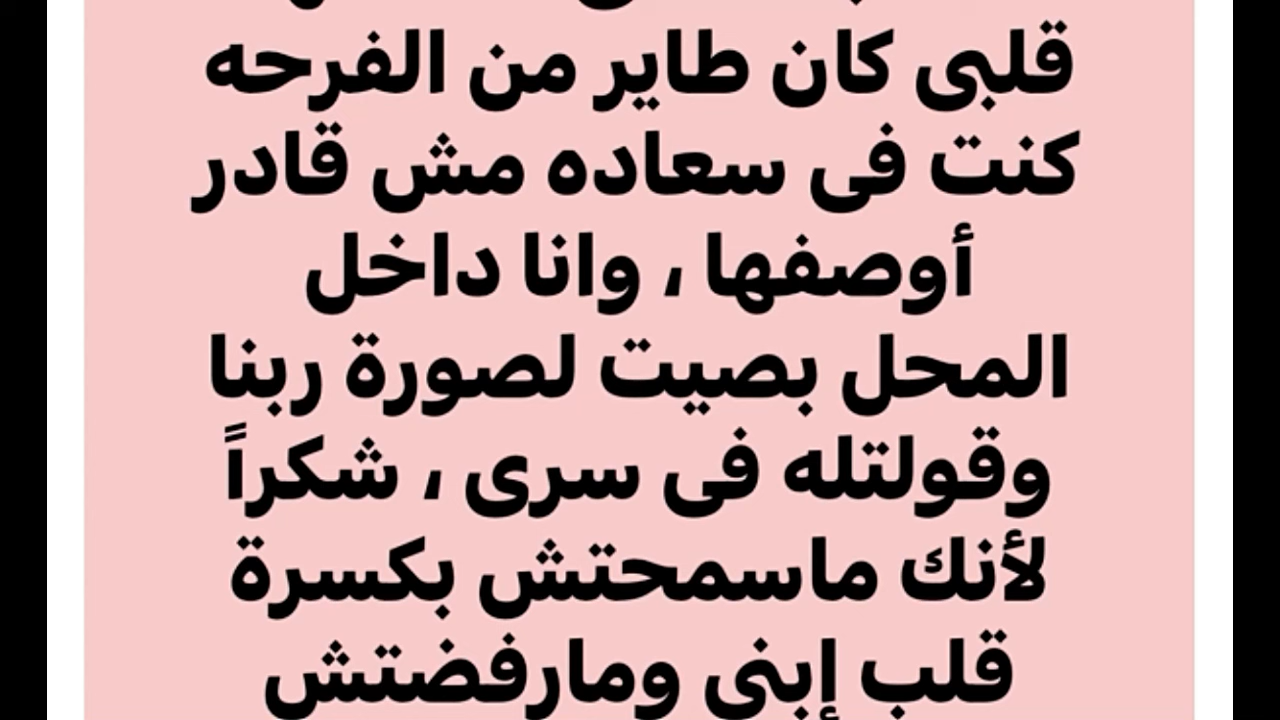 قلبى كان طاير من الفرحه
كنت فى سعاده مش قادر
أوصفها ، وانا داخل
المحل بصيت لصورة ربنا
وقولتله فى سرى ، شكراً
لأنك ماسمحتش بكسرة
قلب إبنى ومارفضتش